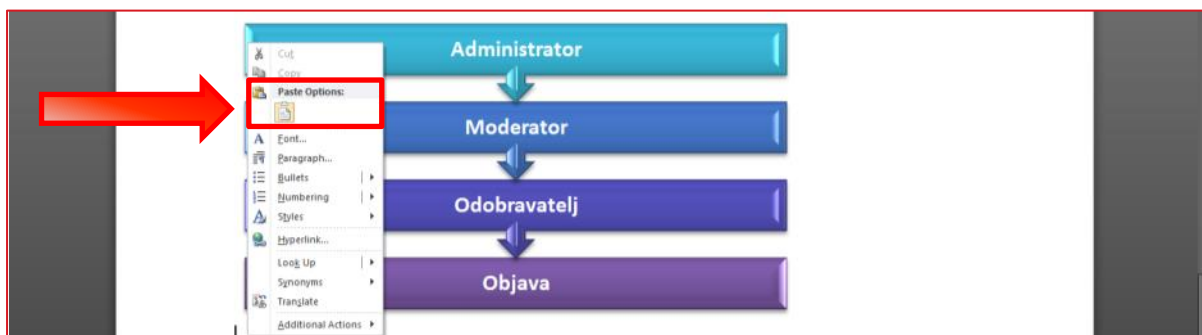 Administrator
Cut
Copy
Paste Options:
Moderator
Font...
Paragraph...
Bullets
Numbering
Odobravatelj
Styles
Hyperlink...
Look Up
Synonyms
Objava
Translate
Additional Actions